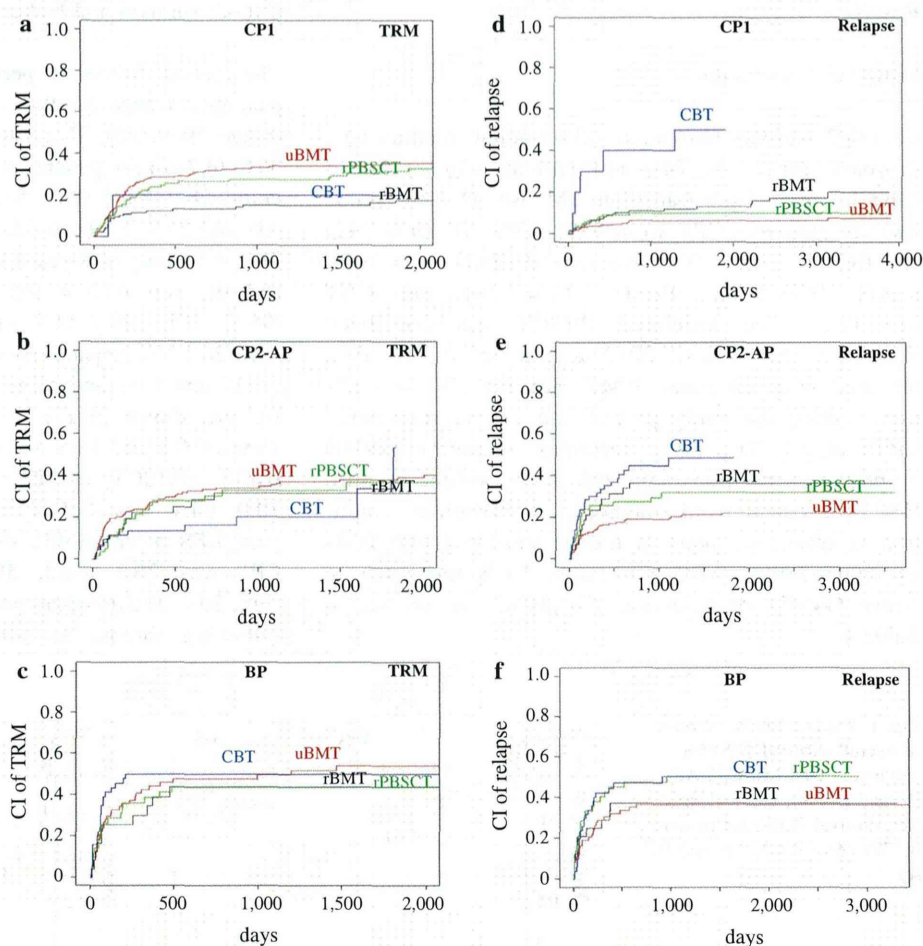 a
CP1
TRM
CI of TRM
1.0
0.8
0.6
0.4
0.2
0
uBMT
rPBSCT
CBT
rBMT
0
500
1,000
1,500
2,000
days
d
CP1
Relapse
CI of relapse
1.0
0.8
0.6
0.4
0.2
0
CBT
rBMT
rPBSCT
uBMT
0
1,000
2,000
3,000
4,000
days
b
CP2-AP
TRM
CI of TRM
1.0
0.8
0.6
0.4
0.2
0
uBMT
rPBSCT
rBMT
CBT
0
500
1,000
1,500
2,000
days
e
CP2-AP
Relapse
CI of relapse
1.0
0.8
0.6
0.4
0.2
0
CBT
rBMT
rPBSCT
uBMT
0
1,000
2,000
3,000
days
c
BP
TRM
CI of TRM
1.0
0.8
0.6
0.4
0.2
0
CBT
uBMT
rBMT
rPBSCT
0
500
1,000
1,500
2,000
days
f
BP
Relapse
CI of relapse
1.0
0.8
0.6
0.4
0.2
0
CBT
rPBSCT
rBMT
uBMT
0
1,000
2,000
3,000
days